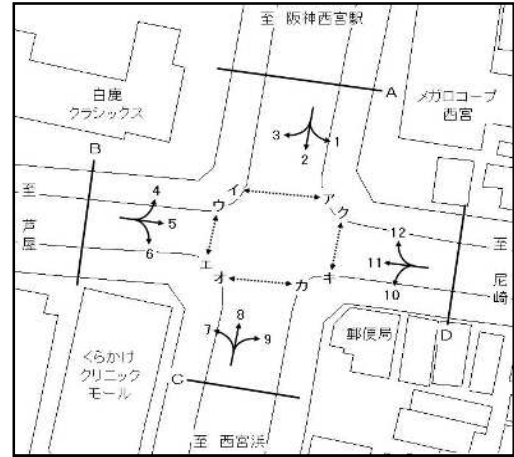 至 阪神西宮駅
白鹿
クラシックス
メガロコープ
西宮
A
B
3
2
1
至
芦
屋
4
5
6
イ
ア
ウ
ク
エ
オ
カ
キ
12
11
10
至
尼
崎
7
8
9
郵便局
D
C
くらかけ
クリニック
モール
至 西宮浜